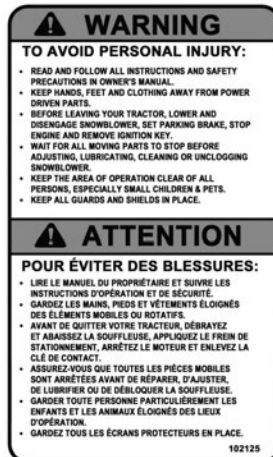 WARNING
TO AVOID PERSONAL INJURY:
• READ AND FOLLOW ALL INSTRUCTIONS AND SAFETY
PRECAUTIONS IN OWNER'S MANUAL.
• KEEP HANDS, FEET AND CLOTHING AWAY FROM POWER
DRIVEN PARTS.
• BEFORE LEAVING YOUR TRACTOR, LOWER AND
DISENGAGE SNOWBLOWER, SET PARKING BRAKE, STOP
ENGINE AND REMOVE IGNITION KEY.
• WAIT FOR ALL MOVING PARTS TO STOP BEFORE
ADJUSTING, LUBRICATING, CLEANING OR UNCLOGGING
SNOWBLOWER.
• KEEP THE AREA OF OPERATION CLEAR OF ALL
PERSONS, ESPECIALLY SMALL CHILDREN & PETS.
• KEEP ALL GUARDS AND SHIELDS IN PLACE.
ATTENTION
POUR ÉVITER DES BLESSURES:
• LIRE LE MANUEL DU PROPRIÉTAIRE ET SUIVRE LES
INSTRUCTIONS D'OPÉRATION ET DE SÉCURITÉ.
• GARDEZ LES MAINS, PIEDS ET VÊTEMENTS ÉLOIGNÉS
DES ÉLÉMENTS MOBILES OU ROTATIFS.
• AVANT DE QUITTER VOTRE TRACTEUR, DÉBRAYEZ
ET ABAISSEZ LA SOUFFLEUSE, APPLIQUEZ LE FREIN DE
STATIONNEMENT, ARRÊTEZ LE MOTEUR ET ENLEVEZ LA
CLÉ DE CONTACT.
• ASSUREZ-VOUS QUE TOUTES LES PIÈCES MOBILES
SONT ARRÊTÉES AVANT DE RÉPARER, D'AJUSTER,
DE LUBRIFIER OU DE DÉBLOQUER LA SOUFFLEUSE.
• GARDER TOUTE PERSONNE PARTICULIÈREMENT LES
ENFANTS ET LES ANIMAUX ÉLOIGNÉS DES LIEUX
D'OPÉRATION.
• GARDEZ TOUS LES ÉCRANS PROTECTEURS EN PLACE.
102125